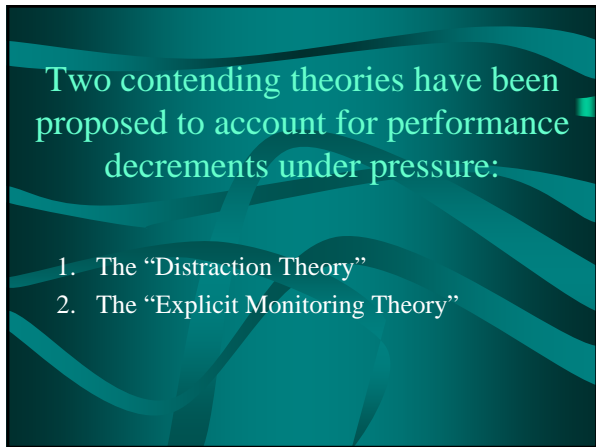 Two contending theories have been
proposed to account for performance
decrements under pressure:
1. The “Distraction Theory”
2. The “Explicit Monitoring Theory”